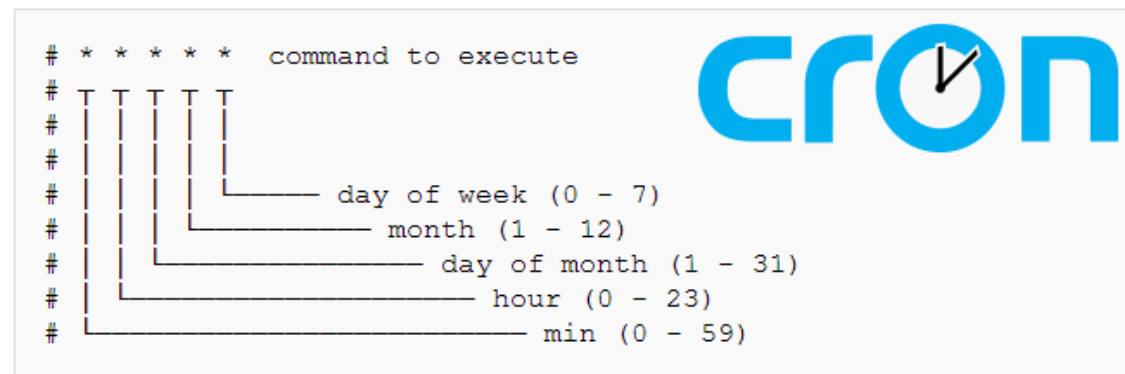 # * * * * * command to execute
# ┬ ┬ ┬ ┬ ┬
# │ │ │ │ │
# │ │ │ │ │
# │ │ │ │ └───── day of week (0 - 7)
# │ │ │ └────────── month (1 - 12)
# │ │ └─────────────── day of month (1 - 31)
# │ └──────────────────── hour (0 - 23)
# └───────────────────────── min (0 - 59)
cron